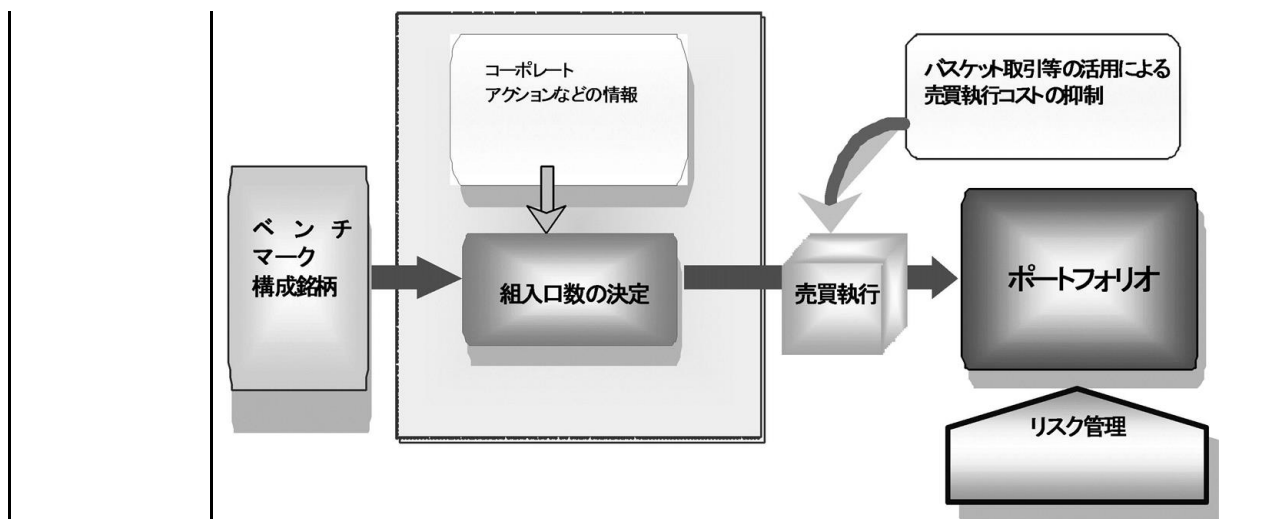 コーポレート
アクションなどの情報
バスケット取引等の活用による
売買執行コストの抑制
ベンチ
マーク
構成銘柄
組入口数の決定
売買執行
ポートフォリオ
リスク管理